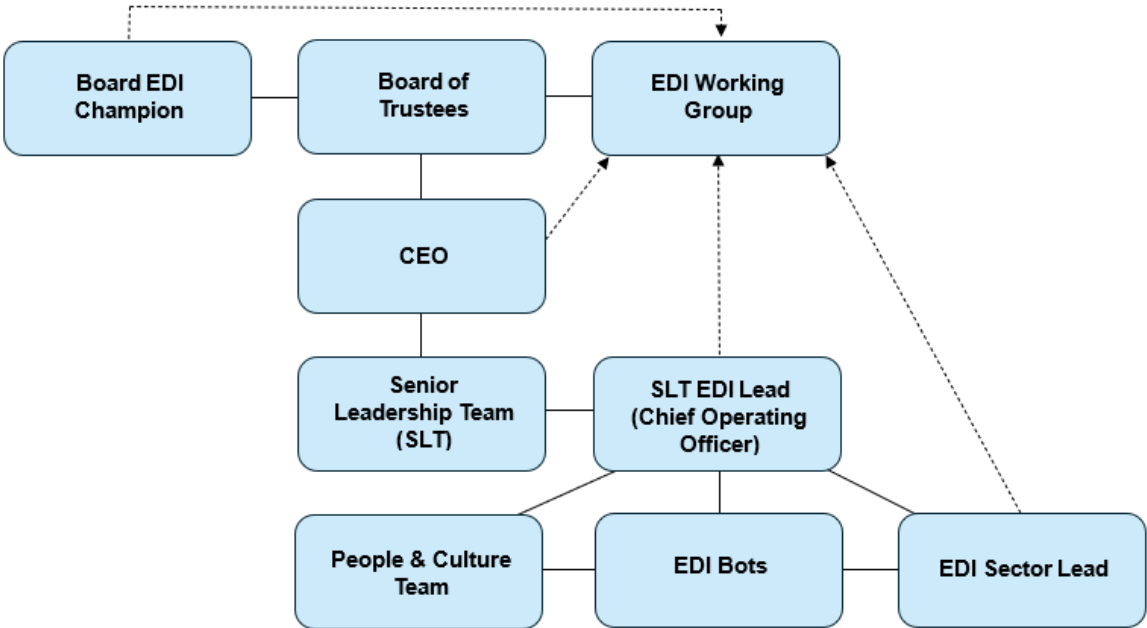 Board EDI
Champion
Board of
Trustees
EDI Working
Group
CEO
Senior
Leadership Team
(SLT)
SLT EDI Lead
(Chief Operating
Officer)
People & Culture
Team
EDI Bots
EDI Sector Lead